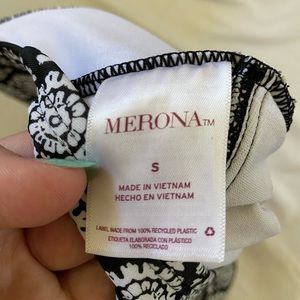 MERONA™
S
MADE IN VIETNAM
HECHO EN VIETNAM
LABEL MADE FROM 100% RECYCLED PLASTIC
ETIQUETA ELABORADA CON PLÁSTICO
100% RECICLADO